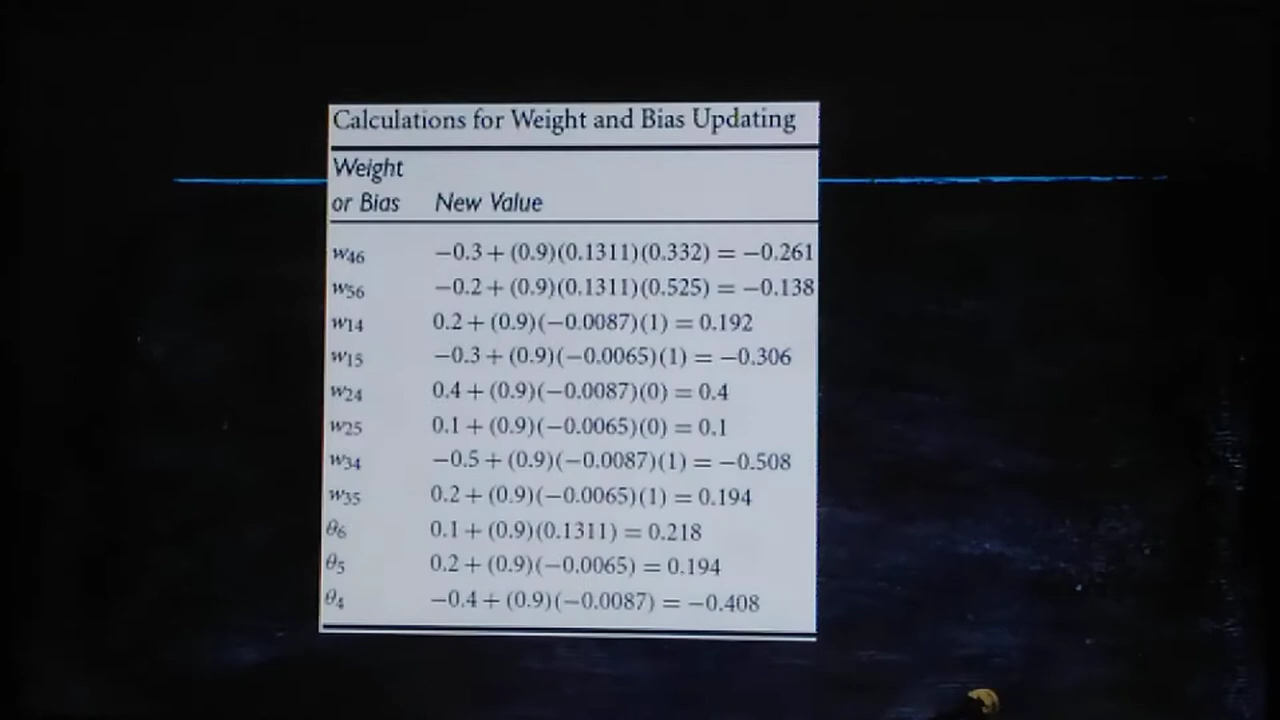 Calculations for Weight and Bias Updating
Weight
or Bias New Value
w46 −0.3 + (0.9)(0.1311)(0.332) = −0.261
w56 −0.2 + (0.9)(0.1311)(0.525) = −0.138
w14 0.2 + (0.9)(−0.0087)(1) = 0.192
w15 −0.3 + (0.9)(−0.0065)(1) = −0.306
w24 0.4 + (0.9)(−0.0087)(0) = 0.4
w25 0.1 + (0.9)(−0.0065)(0) = 0.1
w34 −0.5 + (0.9)(−0.0087)(1) = −0.508
w35 0.2 + (0.9)(−0.0065)(1) = 0.194
θ6 0.1 + (0.9)(0.1311) = 0.218
θ5 0.2 + (0.9)(−0.0065) = 0.194
θ4 −0.4 + (0.9)(−0.0087) = −0.408